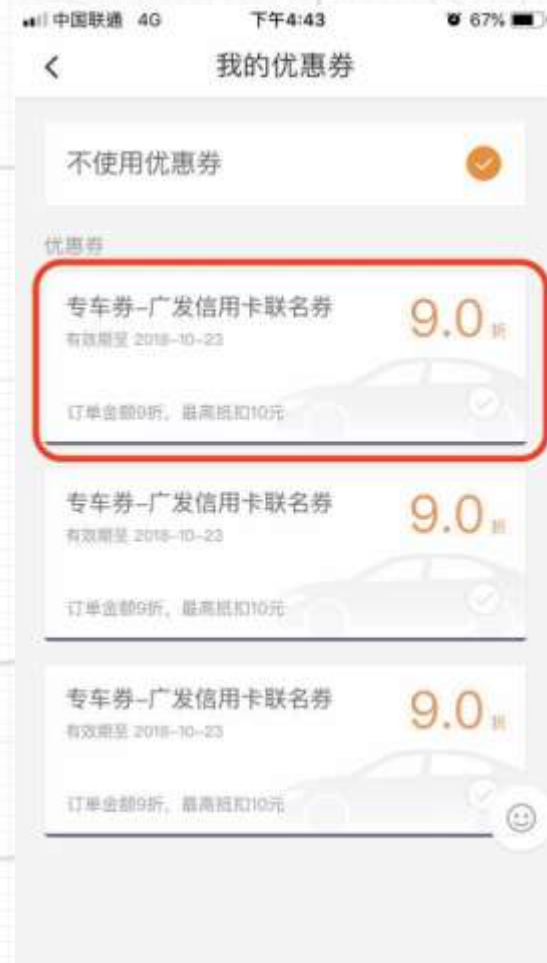 中国联通 4G 下午4:43 67%
我的优惠券
不使用优惠券
优惠券
专车券-广发信用卡联名券 9.0折
有效期至 2018-10-23
订单金额9折，最高抵扣10元
专车券-广发信用卡联名券 9.0折
有效期至 2018-10-23
订单金额9折，最高抵扣10元
专车券-广发信用卡联名券 9.0折
有效期至 2018-10-23
订单金额9折，最高抵扣10元